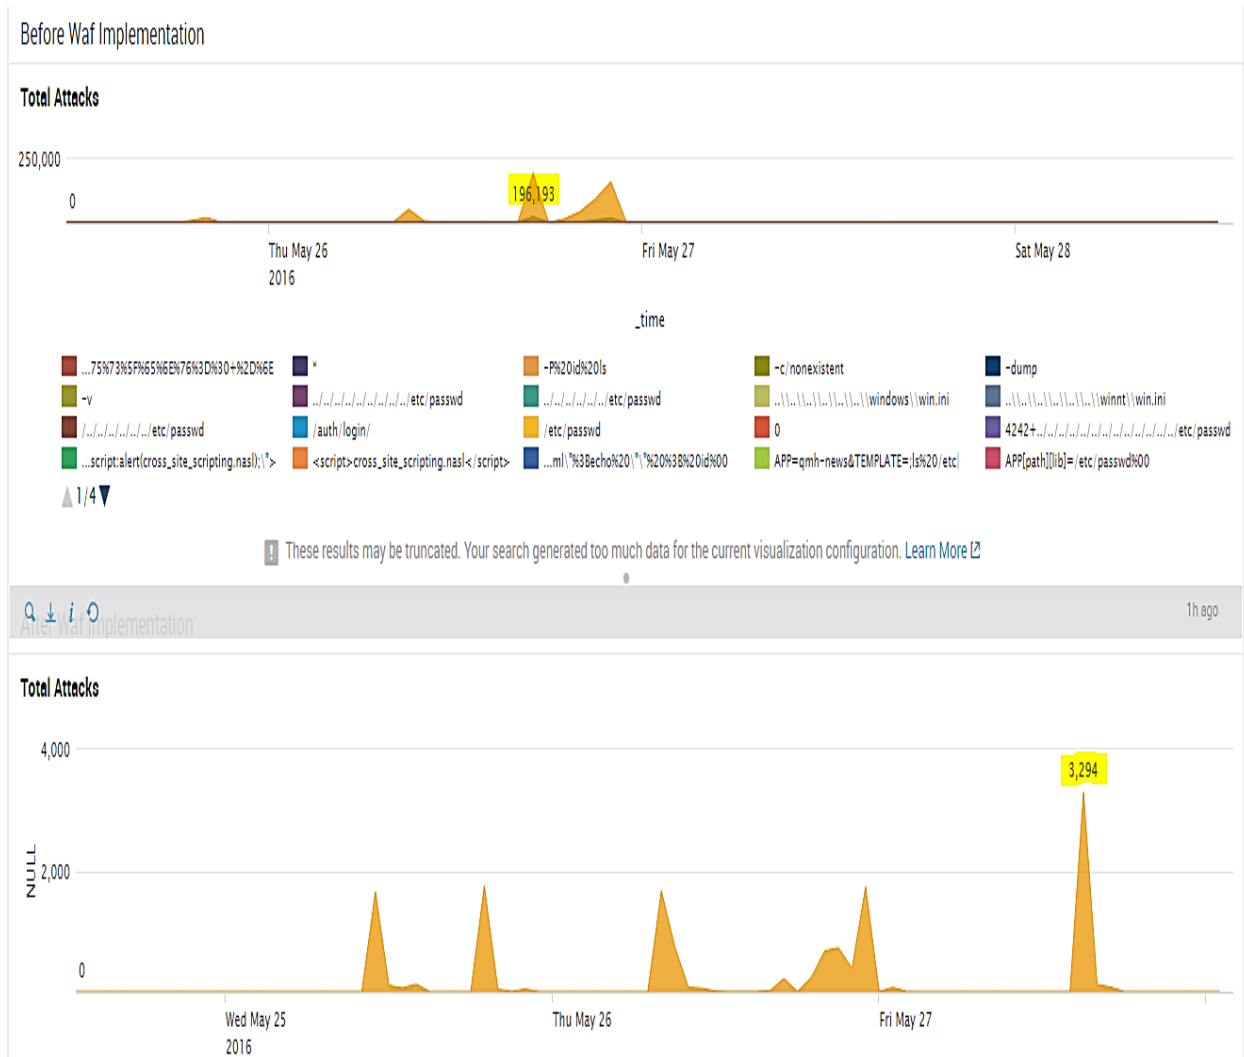 Before Waf Implementation
Total Attacks
250,000
0
196,193
Thu May 26
2016
Fri May 27
Sat May 28
_time
...75%73%5F%65%6E%76%3D%30+%2D%6E
*
-P%20id%20ls
-c/nonexistent
-dump
-v
../../../../../../../../../etc/passwd
../../../../../../etc/passwd
..\\..\\..\\..\\..\\..\\windows\\win.ini
..\\..\\..\\..\\..\\..\\winnt\\win.ini
/../../../../../../etc/passwd
/auth/login/
/etc/passwd
0
4242+../../../../../../../../../../../../../etc/passwd
...script:alert(cross_site_scripting.nasl);\">
<script>cross_site_scripting.nasl</script>
...ml\"%3Becho%20\"\"%20%3B%20id%00
APP=qmh-news&TEMPLATE=;ls%20/etc|
APP[path][lib]=/etc/passwd%00
1/4
These results may be truncated. Your search generated too much data for the current visualization configuration. Learn More
After Waf Implementation
1h ago
Total Attacks
4,000
3,294
NULL
2,000
0
Wed May 25
2016
Thu May 26
Fri May 27